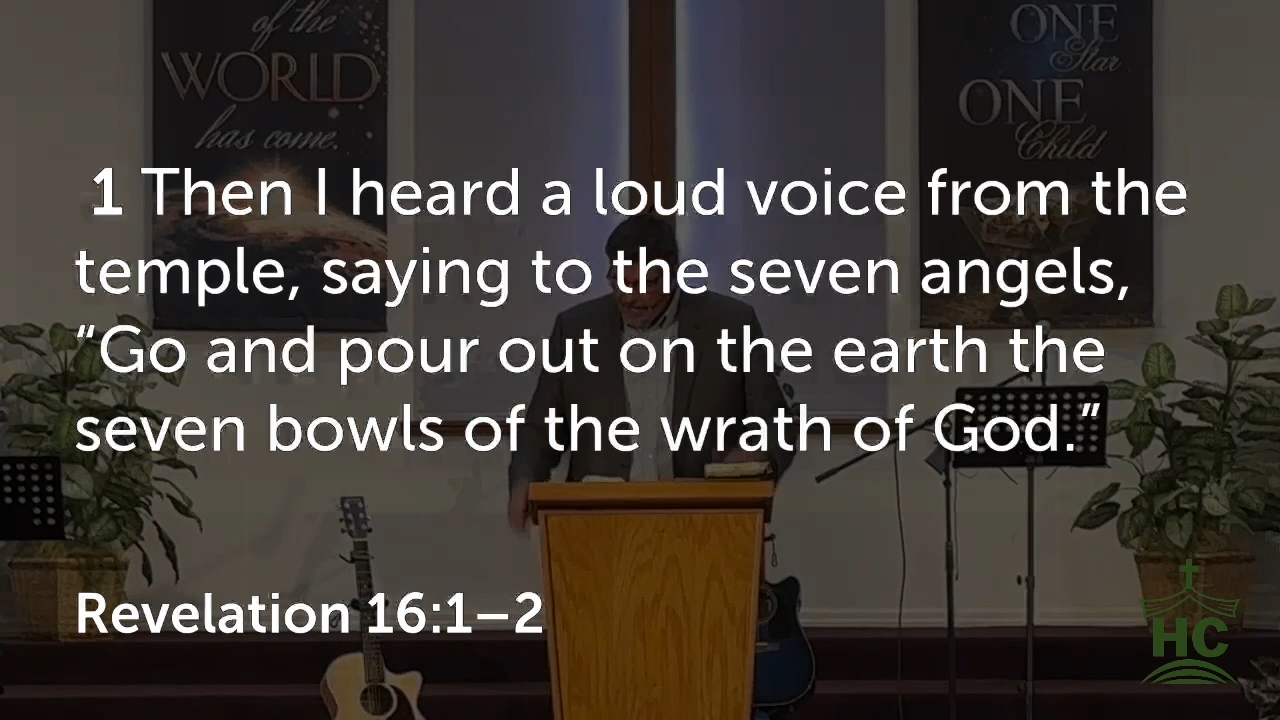 of the
WORLD
has come.
ONE
Star
ONE
Child
1 Then I heard a loud voice from the
temple, saying to the seven angels,
“Go and pour out on the earth the
seven bowls of the wrath of God.”
Revelation 16:1–2
HC